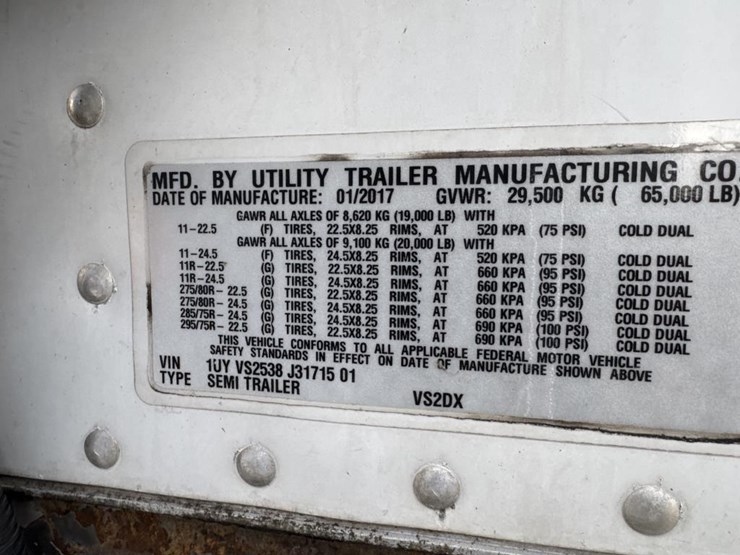 MFD. BY UTILITY TRAILER MANUFACTURING CO.
DATE OF MANUFACTURE: 01/2017 GVWR: 29,500 KG ( 65,000 LB)
GAWR ALL AXLES OF 8,620 KG (19,000 LB) WITH
11-22.5 (F) TIRES, 22.5X8.25 RIMS, AT 520 KPA (75 PSI) COLD DUAL
GAWR ALL AXLES OF 9,100 KG (20,000 LB) WITH
11-24.5 (F) TIRES, 24.5X8.25 RIMS, AT 520 KPA (75 PSI) COLD DUAL
11R-22.5 (G) TIRES, 22.5X8.25 RIMS, AT 660 KPA (95 PSI) COLD DUAL
11R-24.5 (G) TIRES, 24.5X8.25 RIMS, AT 660 KPA (95 PSI) COLD DUAL
275/80R-22.5 (G) TIRES, 22.5X8.25 RIMS, AT 660 KPA (95 PSI) COLD DUAL
275/80R-24.5 (G) TIRES, 24.5X8.25 RIMS, AT 660 KPA (95 PSI) COLD DUAL
285/75R-24.5 (G) TIRES, 24.5X8.25 RIMS, AT 690 KPA (100 PSI) COLD DUAL
295/75R-22.5 (G) TIRES, 22.5X8.25 RIMS, AT 690 KPA (100 PSI) COLD DUAL
THIS VEHICLE CONFORMS TO ALL APPLICABLE FEDERAL MOTOR VEHICLE
SAFETY STANDARDS IN EFFECT ON DATE OF MANUFACTURE SHOWN ABOVE
VIN 1UY VS2538 J31715 01
TYPE SEMI TRAILER VS2DX